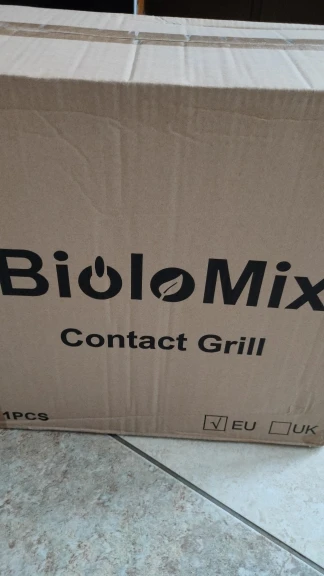 BioloMix
Contact Grill
1PCS
√ EU UK